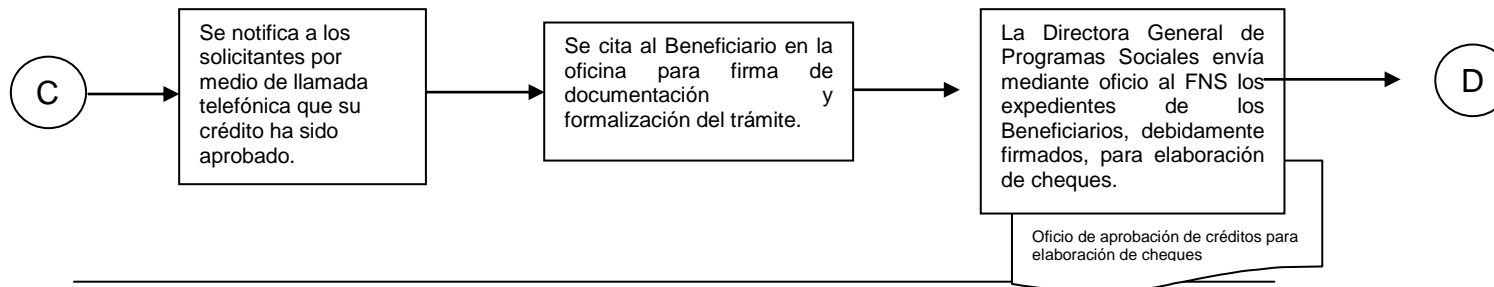 C
Se notifica a los
solicitantes por
medio de llamada
telefónica que su
crédito ha sido
aprobado.
Se cita al Beneficiario en la
oficina para firma de
documentación y
formalización del trámite.
La Directora General de
Programas Sociales envía
mediante oficio al FNS los
expedientes de los
Beneficiarios, debidamente
firmados, para elaboración
de cheques.
Oficio de aprobación de créditos para
elaboración de cheques
D